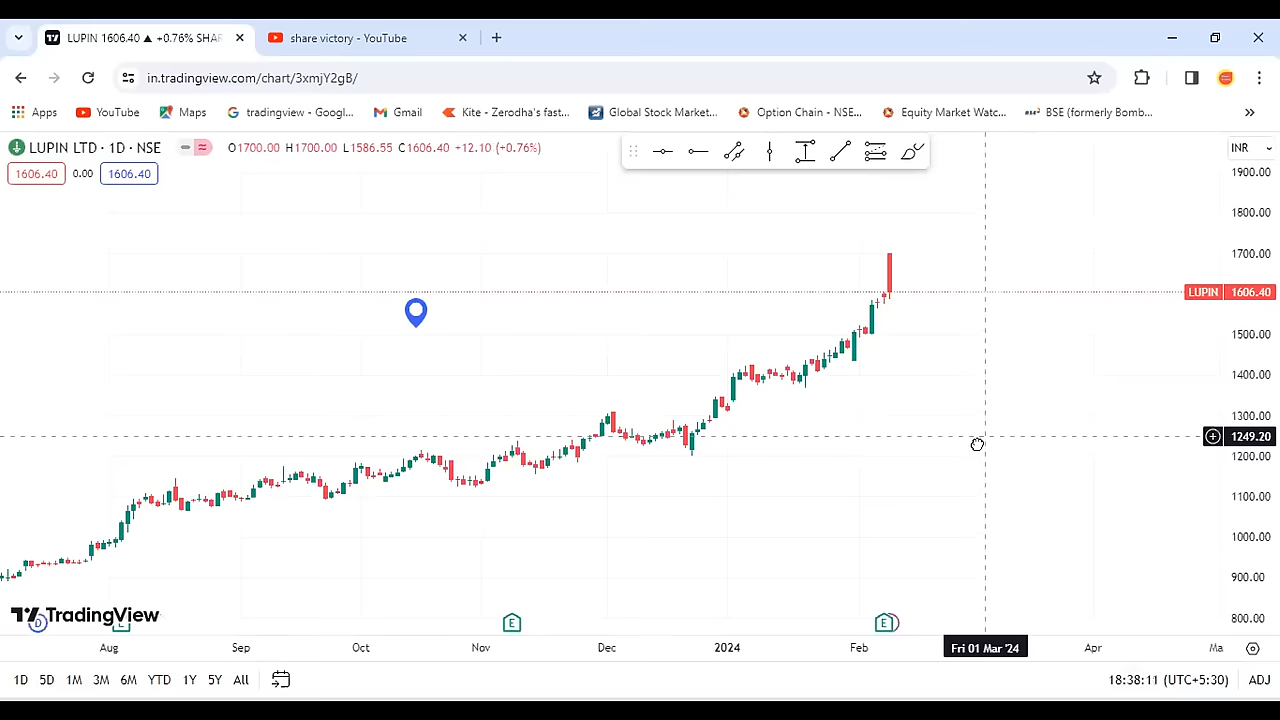 LUPIN 1606.40 ▲ +0.76% SHAR
share victory - YouTube
in.tradingview.com/chart/3xmjY2gB/
Apps YouTube Maps tradingview - Googl... Gmail Kite - Zerodha's fast... Global Stock Market... Option Chain - NSE... Equity Market Watc... BSE (formerly Bomb...
LUPIN LTD · 1D · NSE O1700.00 H1700.00 L1586.55 C1606.40 +12.10 (+0.76%)
INR
1606.40 0.00 1606.40
1900.00
1800.00
1700.00
LUPIN 1606.40
1500.00
1400.00
1300.00
1249.20
1200.00
1100.00
1000.00
900.00
800.00
TradingView
D E E E
Aug Sep Oct Nov Dec 2024 Feb Fri 01 Mar '24 Apr Ma
1D 5D 1M 3M 6M YTD 1Y 5Y All 18:38:11 (UTC+5:30) ADJ